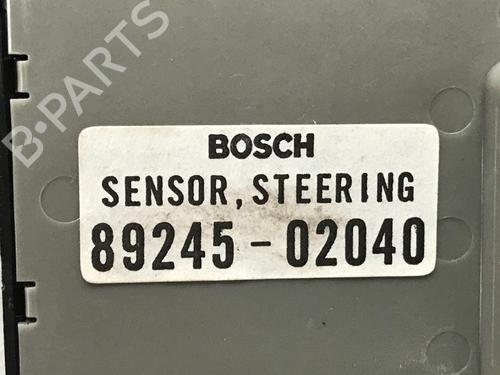 B-PARTS
BOSCH
SENSOR, STEERING
89245-02040